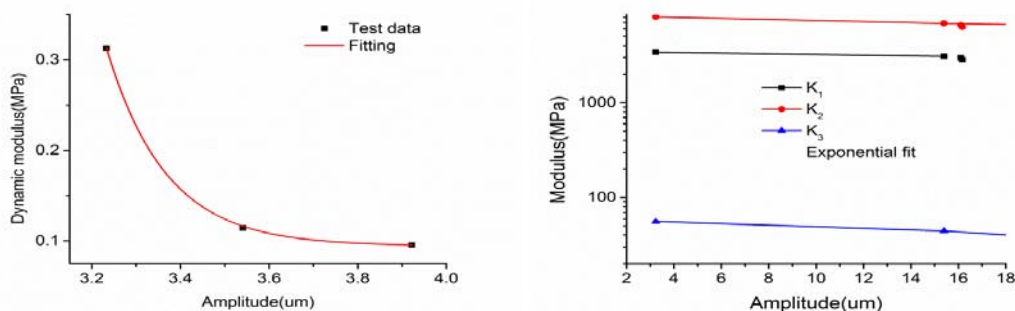 0.3
0.2
0.1
3.2
3.4
3.6
3.8
4.0
Dynamic modulus(MPa)
Amplitude(um)
Test data
Fitting
1000
100
2
4
6
8
10
12
14
16
18
Modulus(MPa)
Amplitude(um)
K1
K2
K3
Exponential fit